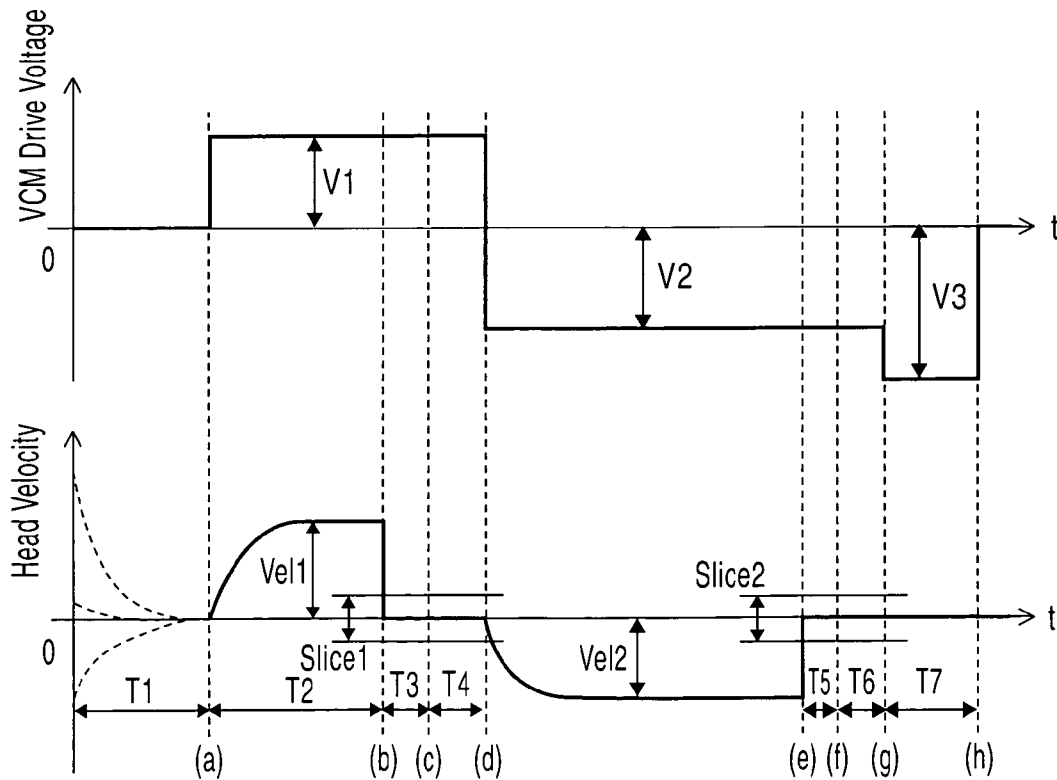 VCM Drive Voltage
V1
0
t
V2
V3
Head Velocity
Vel1
Slice2
0
t
Slice1
Vel2
T1
T2
T3
T4
T5
T6
T7
(a)
(b)
(c)
(d)
(e)
(f)
(g)
(h)